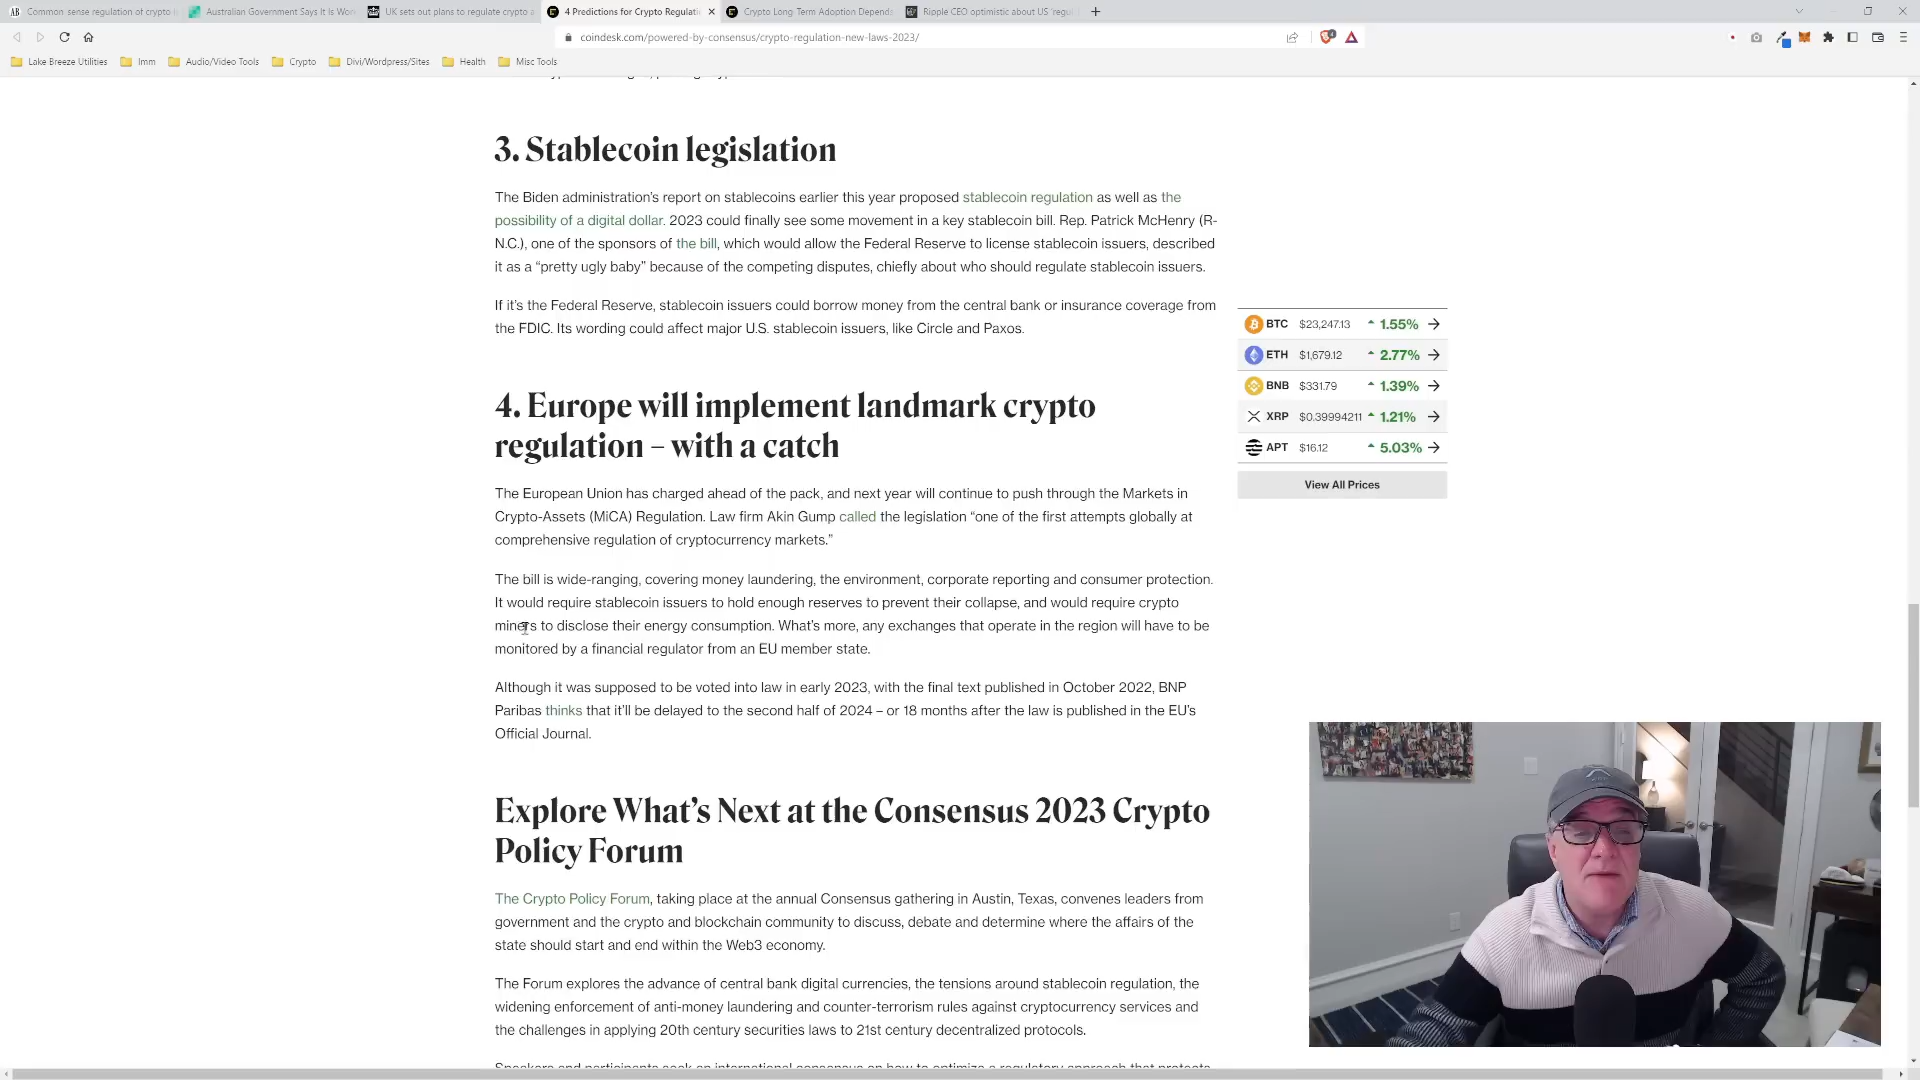 Common sense regulation of crypto i
Australian Government Says It Is Wor
UK sets out plans to regulate crypto a
4 Predictions for Crypto Regulati
Crypto Long-Term Adoption Depend
Ripple CEO optimistic about US 'regul
coindesk.com/powered-by-consensus/crypto-regulation-new-laws-2023/
Lake Breeze Utilities
Imm
Audio/Video Tools
Crypto
Divi/Wordpress/Sites
Health
Misc Tools
3. Stablecoin legislation
The Biden administration's report on stablecoins earlier this year proposed stablecoin regulation as well as the
possibility of a digital dollar. 2023 could finally see some movement in a key stablecoin bill. Rep. Patrick McHenry (R-
N.C.), one of the sponsors of the bill, which would allow the Federal Reserve to license stablecoin issuers, described
it as a “pretty ugly baby” because of the competing disputes, chiefly about who should regulate stablecoin issuers.
If it's the Federal Reserve, stablecoin issuers could borrow money from the central bank or insurance coverage from
the FDIC. Its wording could affect major U.S. stablecoin issuers, like Circle and Paxos.
BTC $23,247.13 1.55%
ETH $1,679.12 2.77%
BNB $331.79 1.39%
XRP $0.39994211 1.21%
APT $16.12 5.03%
View All Prices
4. Europe will implement landmark crypto
regulation – with a catch
The European Union has charged ahead of the pack, and next year will continue to push through the Markets in
Crypto-Assets (MiCA) Regulation. Law firm Akin Gump called the legislation “one of the first attempts globally at
comprehensive regulation of cryptocurrency markets.”
The bill is wide-ranging, covering money laundering, the environment, corporate reporting and consumer protection.
It would require stablecoin issuers to hold enough reserves to prevent their collapse, and would require crypto
miners to disclose their energy consumption. What's more, any exchanges that operate in the region will have to be
monitored by a financial regulator from an EU member state.
Although it was supposed to be voted into law in early 2023, with the final text published in October 2022, BNP
Paribas thinks that it'll be delayed to the second half of 2024 – or 18 months after the law is published in the EU's
Official Journal.
Explore What's Next at the Consensus 2023 Crypto
Policy Forum
The Crypto Policy Forum, taking place at the annual Consensus gathering in Austin, Texas, convenes leaders from
government and the crypto and blockchain community to discuss, debate and determine where the affairs of the
state should start and end within the Web3 economy.
The Forum explores the advance of central bank digital currencies, the tensions around stablecoin regulation, the
widening enforcement of anti-money laundering and counter-terrorism rules against cryptocurrency services and
the challenges in applying 20th century securities laws to 21st century decentralized protocols.